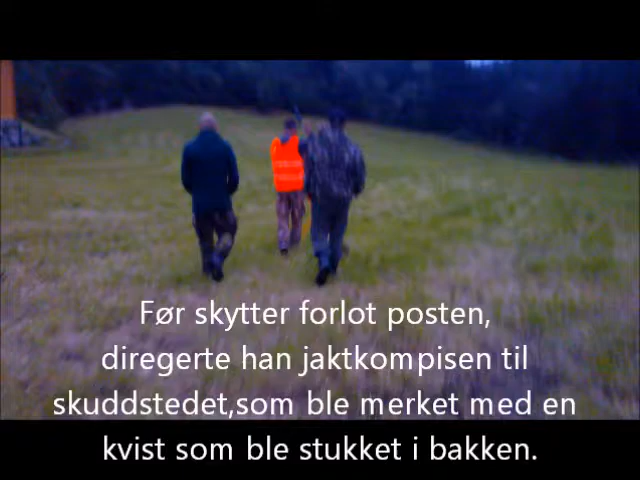 Før skytter forlot posten,
diregerte han jaktkompisen til
skuddstedet,som ble merket med en
kvist som ble stukket i bakken.